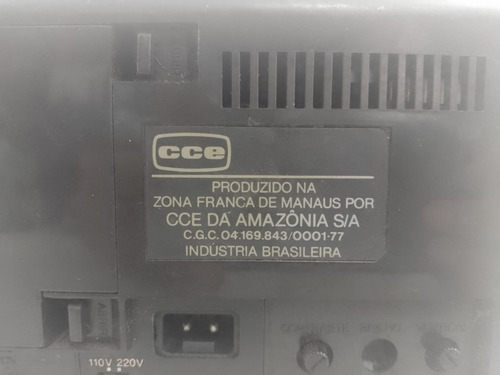 cce
PRODUZIDO NA
ZONA FRANCA DE MANAUS POR
CCE DA AMAZÔNIA S/A
C.G.C. 04.169.843/0001-77
INDÚSTRIA BRASILEIRA
110V 220V